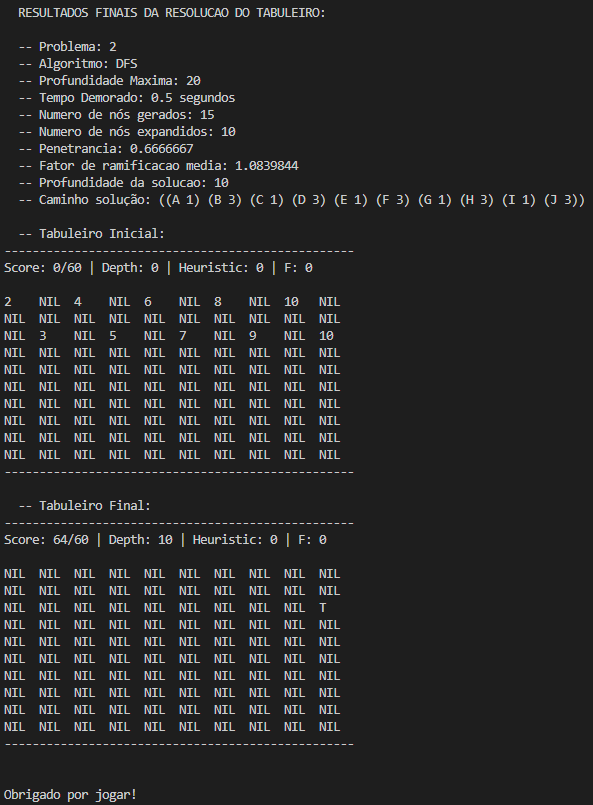 RESULTADOS FINAIS DA RESOLUCAO DO TABULEIRO:
-- Problema: 2
-- Algoritmo: DFS
-- Profundidade Maxima: 20
-- Tempo Demorado: 0.5 segundos
-- Numero de nós gerados: 15
-- Numero de nós expandidos: 10
-- Penetrancia: 0.6666667
-- Fator de ramificacao media: 1.0839844
-- Profundidade da solucao: 10
-- Caminho solução: ((A 1) (B 3) (C 1) (D 3) (E 1) (F 3) (G 1) (H 3) (I 1) (J 3))
-- Tabuleiro Inicial:
--------------------------------------------------
Score: 0/60 | Depth: 0 | Heuristic: 0 | F: 0
2 NIL 4 NIL 6 NIL 8 NIL 10 NIL
NIL NIL NIL NIL NIL NIL NIL NIL NIL NIL
NIL 3 NIL 5 NIL 7 NIL 9 NIL 10
NIL NIL NIL NIL NIL NIL NIL NIL NIL NIL
NIL NIL NIL NIL NIL NIL NIL NIL NIL NIL
NIL NIL NIL NIL NIL NIL NIL NIL NIL NIL
NIL NIL NIL NIL NIL NIL NIL NIL NIL NIL
NIL NIL NIL NIL NIL NIL NIL NIL NIL NIL
NIL NIL NIL NIL NIL NIL NIL NIL NIL NIL
NIL NIL NIL NIL NIL NIL NIL NIL NIL NIL
--------------------------------------------------
-- Tabuleiro Final:
--------------------------------------------------
Score: 64/60 | Depth: 10 | Heuristic: 0 | F: 0
NIL NIL NIL NIL NIL NIL NIL NIL NIL NIL
NIL NIL NIL NIL NIL NIL NIL NIL NIL NIL
NIL NIL NIL NIL NIL NIL NIL NIL NIL T
NIL NIL NIL NIL NIL NIL NIL NIL NIL NIL
NIL NIL NIL NIL NIL NIL NIL NIL NIL NIL
NIL NIL NIL NIL NIL NIL NIL NIL NIL NIL
NIL NIL NIL NIL NIL NIL NIL NIL NIL NIL
NIL NIL NIL NIL NIL NIL NIL NIL NIL NIL
NIL NIL NIL NIL NIL NIL NIL NIL NIL NIL
NIL NIL NIL NIL NIL NIL NIL NIL NIL NIL
--------------------------------------------------
Obrigado por jogar!